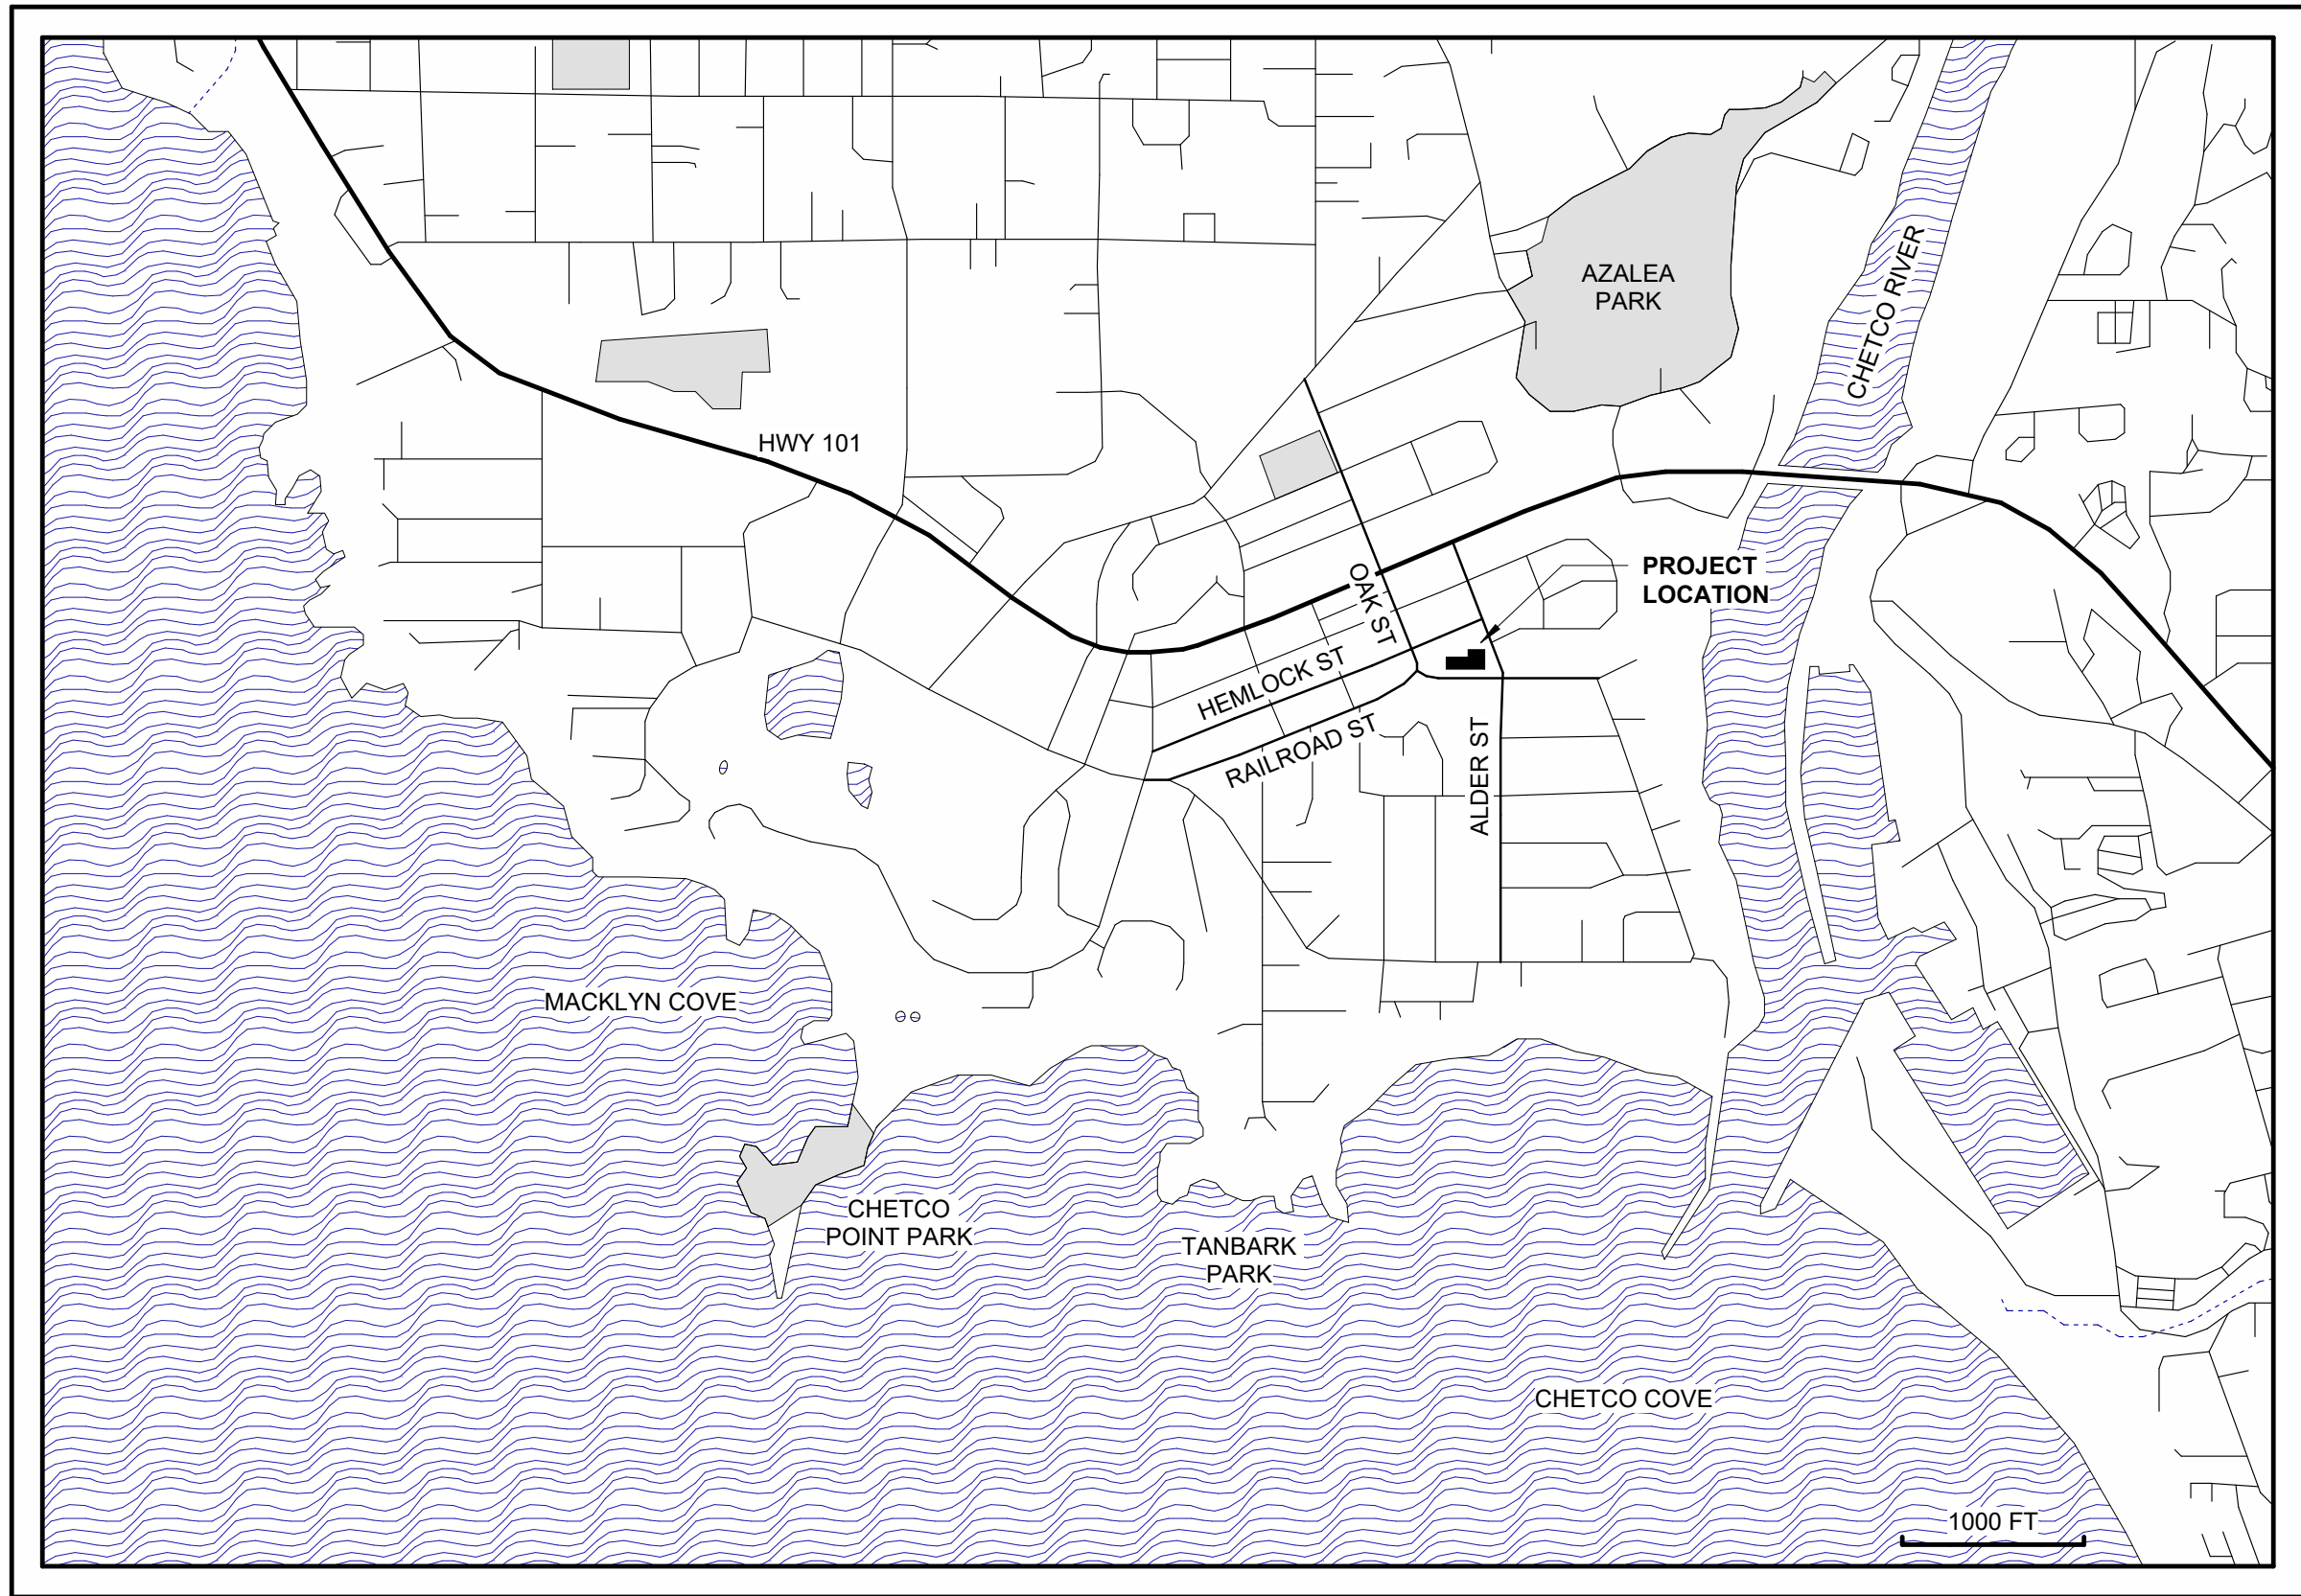 AZALEA
PARK
CHETCO RIVER
HWY 101
OAK ST
PROJECT
LOCATION
HEMLOCK ST
RAILROAD ST
ALDER ST
MACKLYN COVE
CHETCO
POINT PARK
TANBARK
PARK
CHETCO COVE
1000 FT